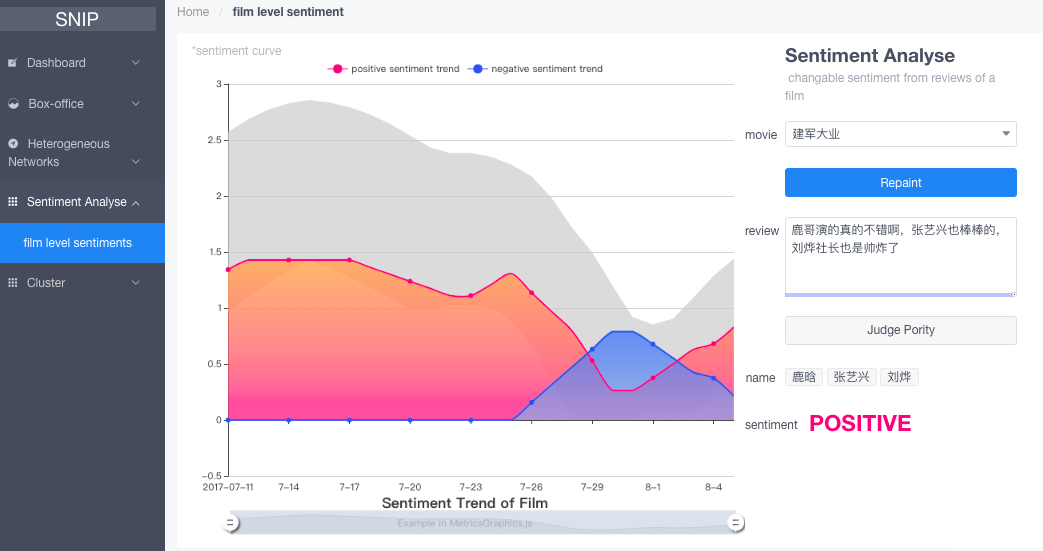 SNIP
Dashboard
Box-office
Heterogeneous
Networks
Sentiment Analyse
film level sentiments
Cluster
Home / film level sentiment
*sentiment curve
positive sentiment trend
negative sentiment trend
3
2.5
2
1.5
1
0.5
0
−0.5
2017−07−11
7−14
7−17
7−20
7−23
7−26
7−29
8−1
8−4
Sentiment Trend of Film
Example in MetricsGraphics.js
Sentiment Analyse
changable sentiment from reviews of a
film
movie 建军大业
Repaint
review 鹿哥演的真的不错啊，张艺兴也棒棒的，
刘烨社长也是帅炸了
Judge Pority
name 鹿晗 张艺兴 刘烨
sentiment POSITIVE